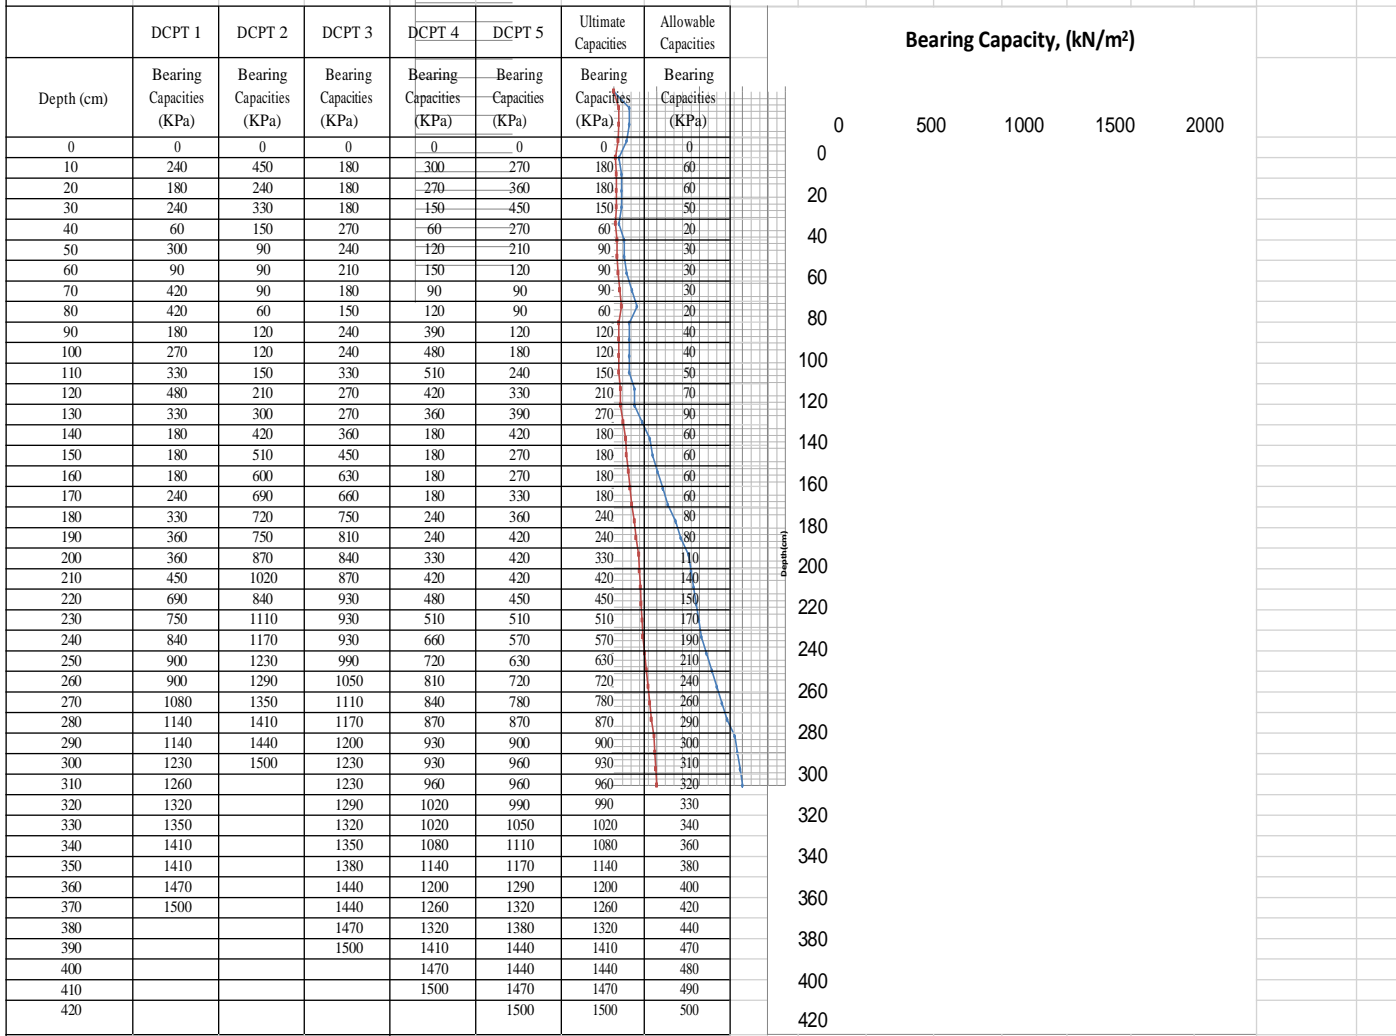 DCPT 1 DCPT 2 DCPT 3 DCPT 4 DCPT 5 Ultimate Capacities Allowable Capacities
Depth (cm) Bearing Capacities (KPa) Bearing Capacities (KPa) Bearing Capacities (KPa) Bearing Capacities (KPa) Bearing Capacities (KPa) Bearing Capacities (KPa) Bearing Capacities (KPa)
0 0 0 0 0 0 0 0
10 240 450 180 300 270 180 60
20 180 240 180 270 360 180 60
30 240 330 180 150 450 150 50
40 60 150 270 60 270 60 20
50 300 90 240 120 210 90 30
60 90 90 210 150 120 90 30
70 420 90 180 90 90 90 30
80 420 60 150 120 90 60 20
90 180 120 240 390 120 120 40
100 270 120 240 480 180 120 40
110 330 150 330 510 240 150 50
120 480 210 270 420 330 210 70
130 330 300 270 360 390 270 90
140 180 420 360 180 420 180 60
150 180 510 450 180 270 180 60
160 180 600 630 180 270 180 60
170 240 690 660 180 330 180 60
180 330 720 750 240 360 240 80
190 360 750 810 240 420 240 80
200 360 870 840 330 420 330 110
210 450 1020 870 420 420 420 140
220 690 840 930 480 450 450 150
230 750 1110 930 510 510 510 170
240 840 1170 930 660 570 570 190
250 900 1230 990 720 630 630 210
260 900 1290 1050 810 720 720 240
270 1080 1350 1110 840 780 780 260
280 1140 1410 1170 870 870 870 290
290 1140 1440 1200 930 900 900 300
300 1230 1500 1230 930 960 930 310
310 1260 1230 960 960 960 320
320 1320 1290 1020 990 990 330
330 1350 1320 1020 1050 1020 340
340 1410 1350 1080 1110 1080 360
350 1410 1380 1140 1170 1140 380
360 1470 1440 1200 1290 1200 400
370 1500 1440 1260 1320 1260 420
380 1470 1320 1380 1320 440
390 1500 1410 1440 1410 470
400 1470 1440 1440 480
410 1500 1470 1470 490
420 1500 1500 500
Bearing Capacity, (kN/m²)
0 500 1000 1500 2000
0
20
40
60
80
100
120
140
160
180
Depth(cm)
200
220
240
260
280
300
320
340
360
380
400
420